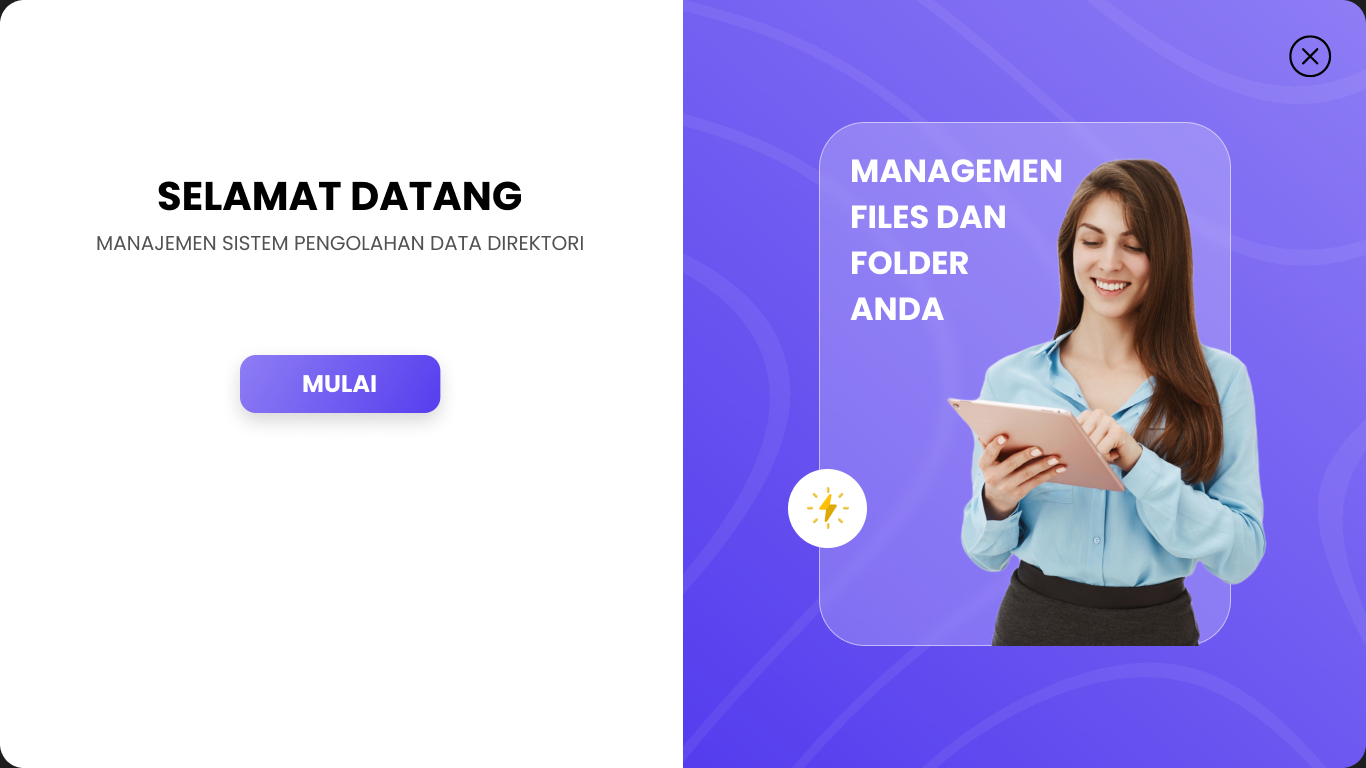 SELAMAT DATANG
MANAJEMEN SISTEM PENGOLAHAN DATA DIREKTORI
MULAI
MANAGEMEN
FILES DAN
FOLDER
ANDA